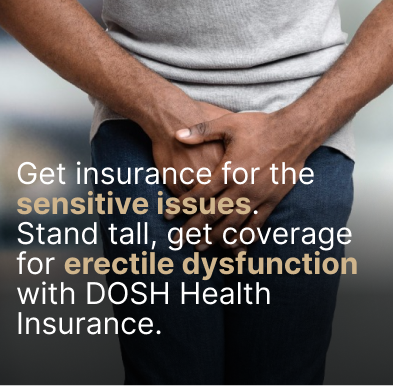 Get insurance for the
sensitive issues.
Stand tall, get coverage
for erectile dysfunction
with DOSH Health
Insurance.